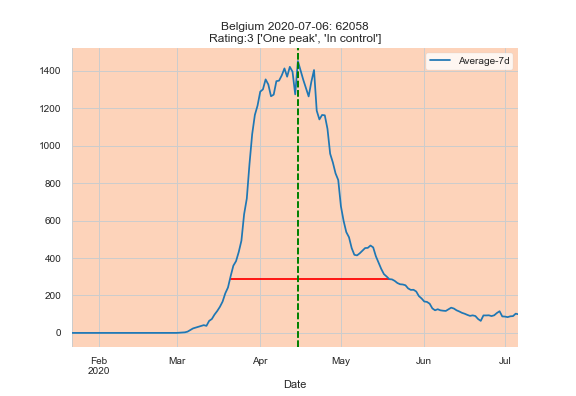 Belgium 2020-07-06: 62058
Rating:3 ['One peak', 'In control']
Average-7d
1400
1200
1000
800
600
400
200
0
Feb Mar Apr May Jun Jul
2020
Date